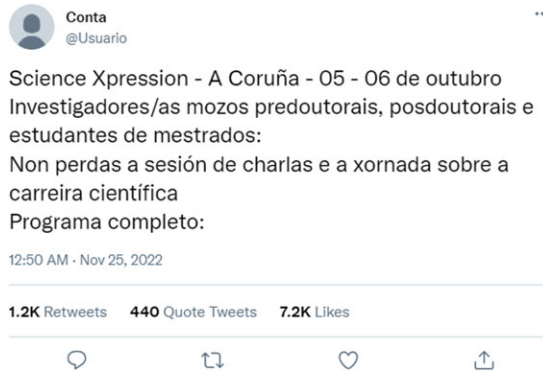 Conta
@Usuario
Science Xpression - A Coruña - 05 - 06 de outubro
Investigadores/as mozos predoutorais, posdoutorais e
estudantes de mestrados:
Non perdas a sesión de charlas e a xornada sobre a
carreira científica
Programa completo:
12:50 AM · Nov 25, 2022
1.2K Retweets 440 Quote Tweets 7.2K Likes